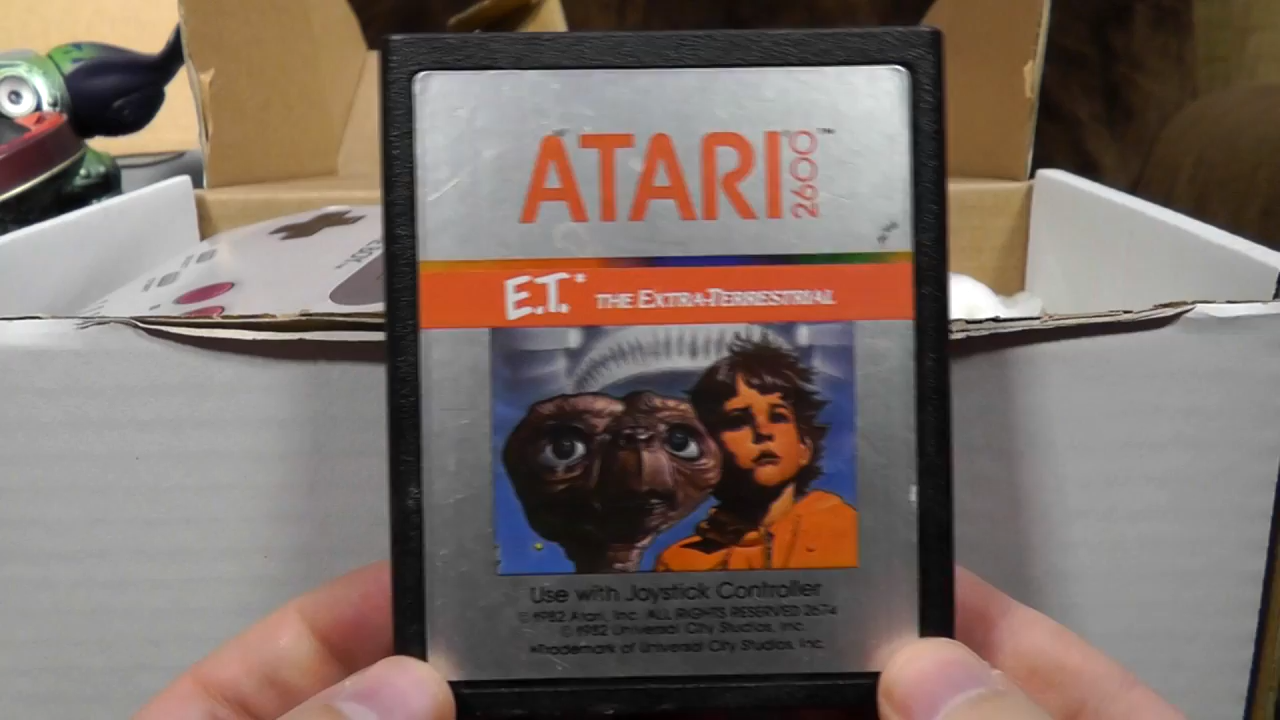 ATARI 2600™
E.T.* THE EXTRA-TERRESTRIAL
Use with Joystick Controller
© 1982 Atari, Inc. ALL RIGHTS RESERVED 2674
© 1982 Universal City Studios, Inc.
*Trademark of Universal City Studios, Inc.